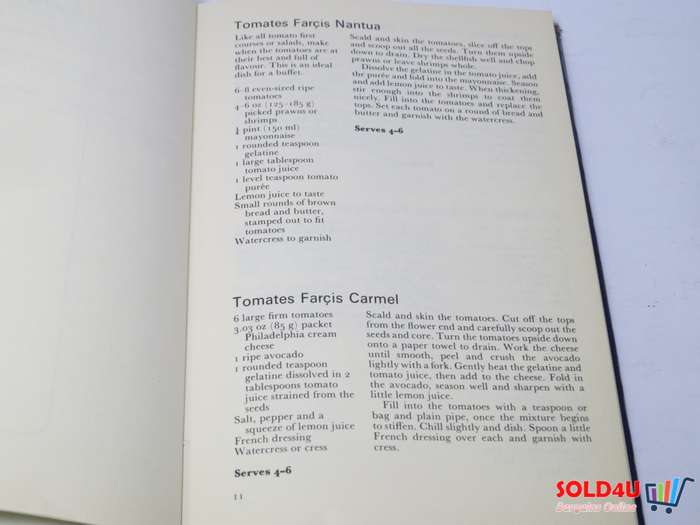 Tomates Farçis Nantua
Like all tomato first
courses or salads, make
when the tomatoes are at
their best and full of
flavour. This is an ideal
dish for a buffet.
6–8 even-sized ripe
tomatoes
4–6 oz (125–185 g)
picked prawns or
shrimps
¼ pint (150 ml)
mayonnaise
1 rounded teaspoon
gelatine
1 large tablespoon
tomato juice
1 level teaspoon tomato
purée
Lemon juice to taste
Small rounds of brown
bread and butter,
stamped out to fit
tomatoes
Watercress to garnish
Scald and skin the tomatoes, slice off the tops
and scoop out all the seeds. Turn them upside
down to drain. Dry the shellfish well and chop
prawns or leave shrimps whole.
Dissolve the gelatine in the tomato juice, add
the purée and fold into the mayonnaise. Season
and add lemon juice to taste. When thickening,
stir enough into the shrimps to coat them
nicely. Fill into the tomatoes and replace the
tops. Set each tomato on a round of bread and
butter and garnish with the watercress.
Serves 4–6
Tomates Farçis Carmel
6 large firm tomatoes
3.03 oz (85 g) packet
Philadelphia cream
cheese
1 ripe avocado
1 rounded teaspoon
gelatine dissolved in 2
tablespoons tomato
juice strained from the
seeds
Salt, pepper and a
squeeze of lemon juice
French dressing
Watercress or cress
Serves 4–6
Scald and skin the tomatoes. Cut off the tops
from the flower end and carefully scoop out the
seeds and core. Turn the tomatoes upside down
onto a paper towel to drain. Work the cheese
until smooth, peel and crush the avocado
lightly with a fork. Gently heat the gelatine and
tomato juice, then add to the cheese. Fold in
the avocado, season well and sharpen with a
little lemon juice.
Fill into the tomatoes with a teaspoon or
bag and plain pipe, once the mixture begins
to stiffen. Chill slightly and dish. Spoon a little
French dressing over each and garnish with
cress.
11
SOLD4U
Bargains Online